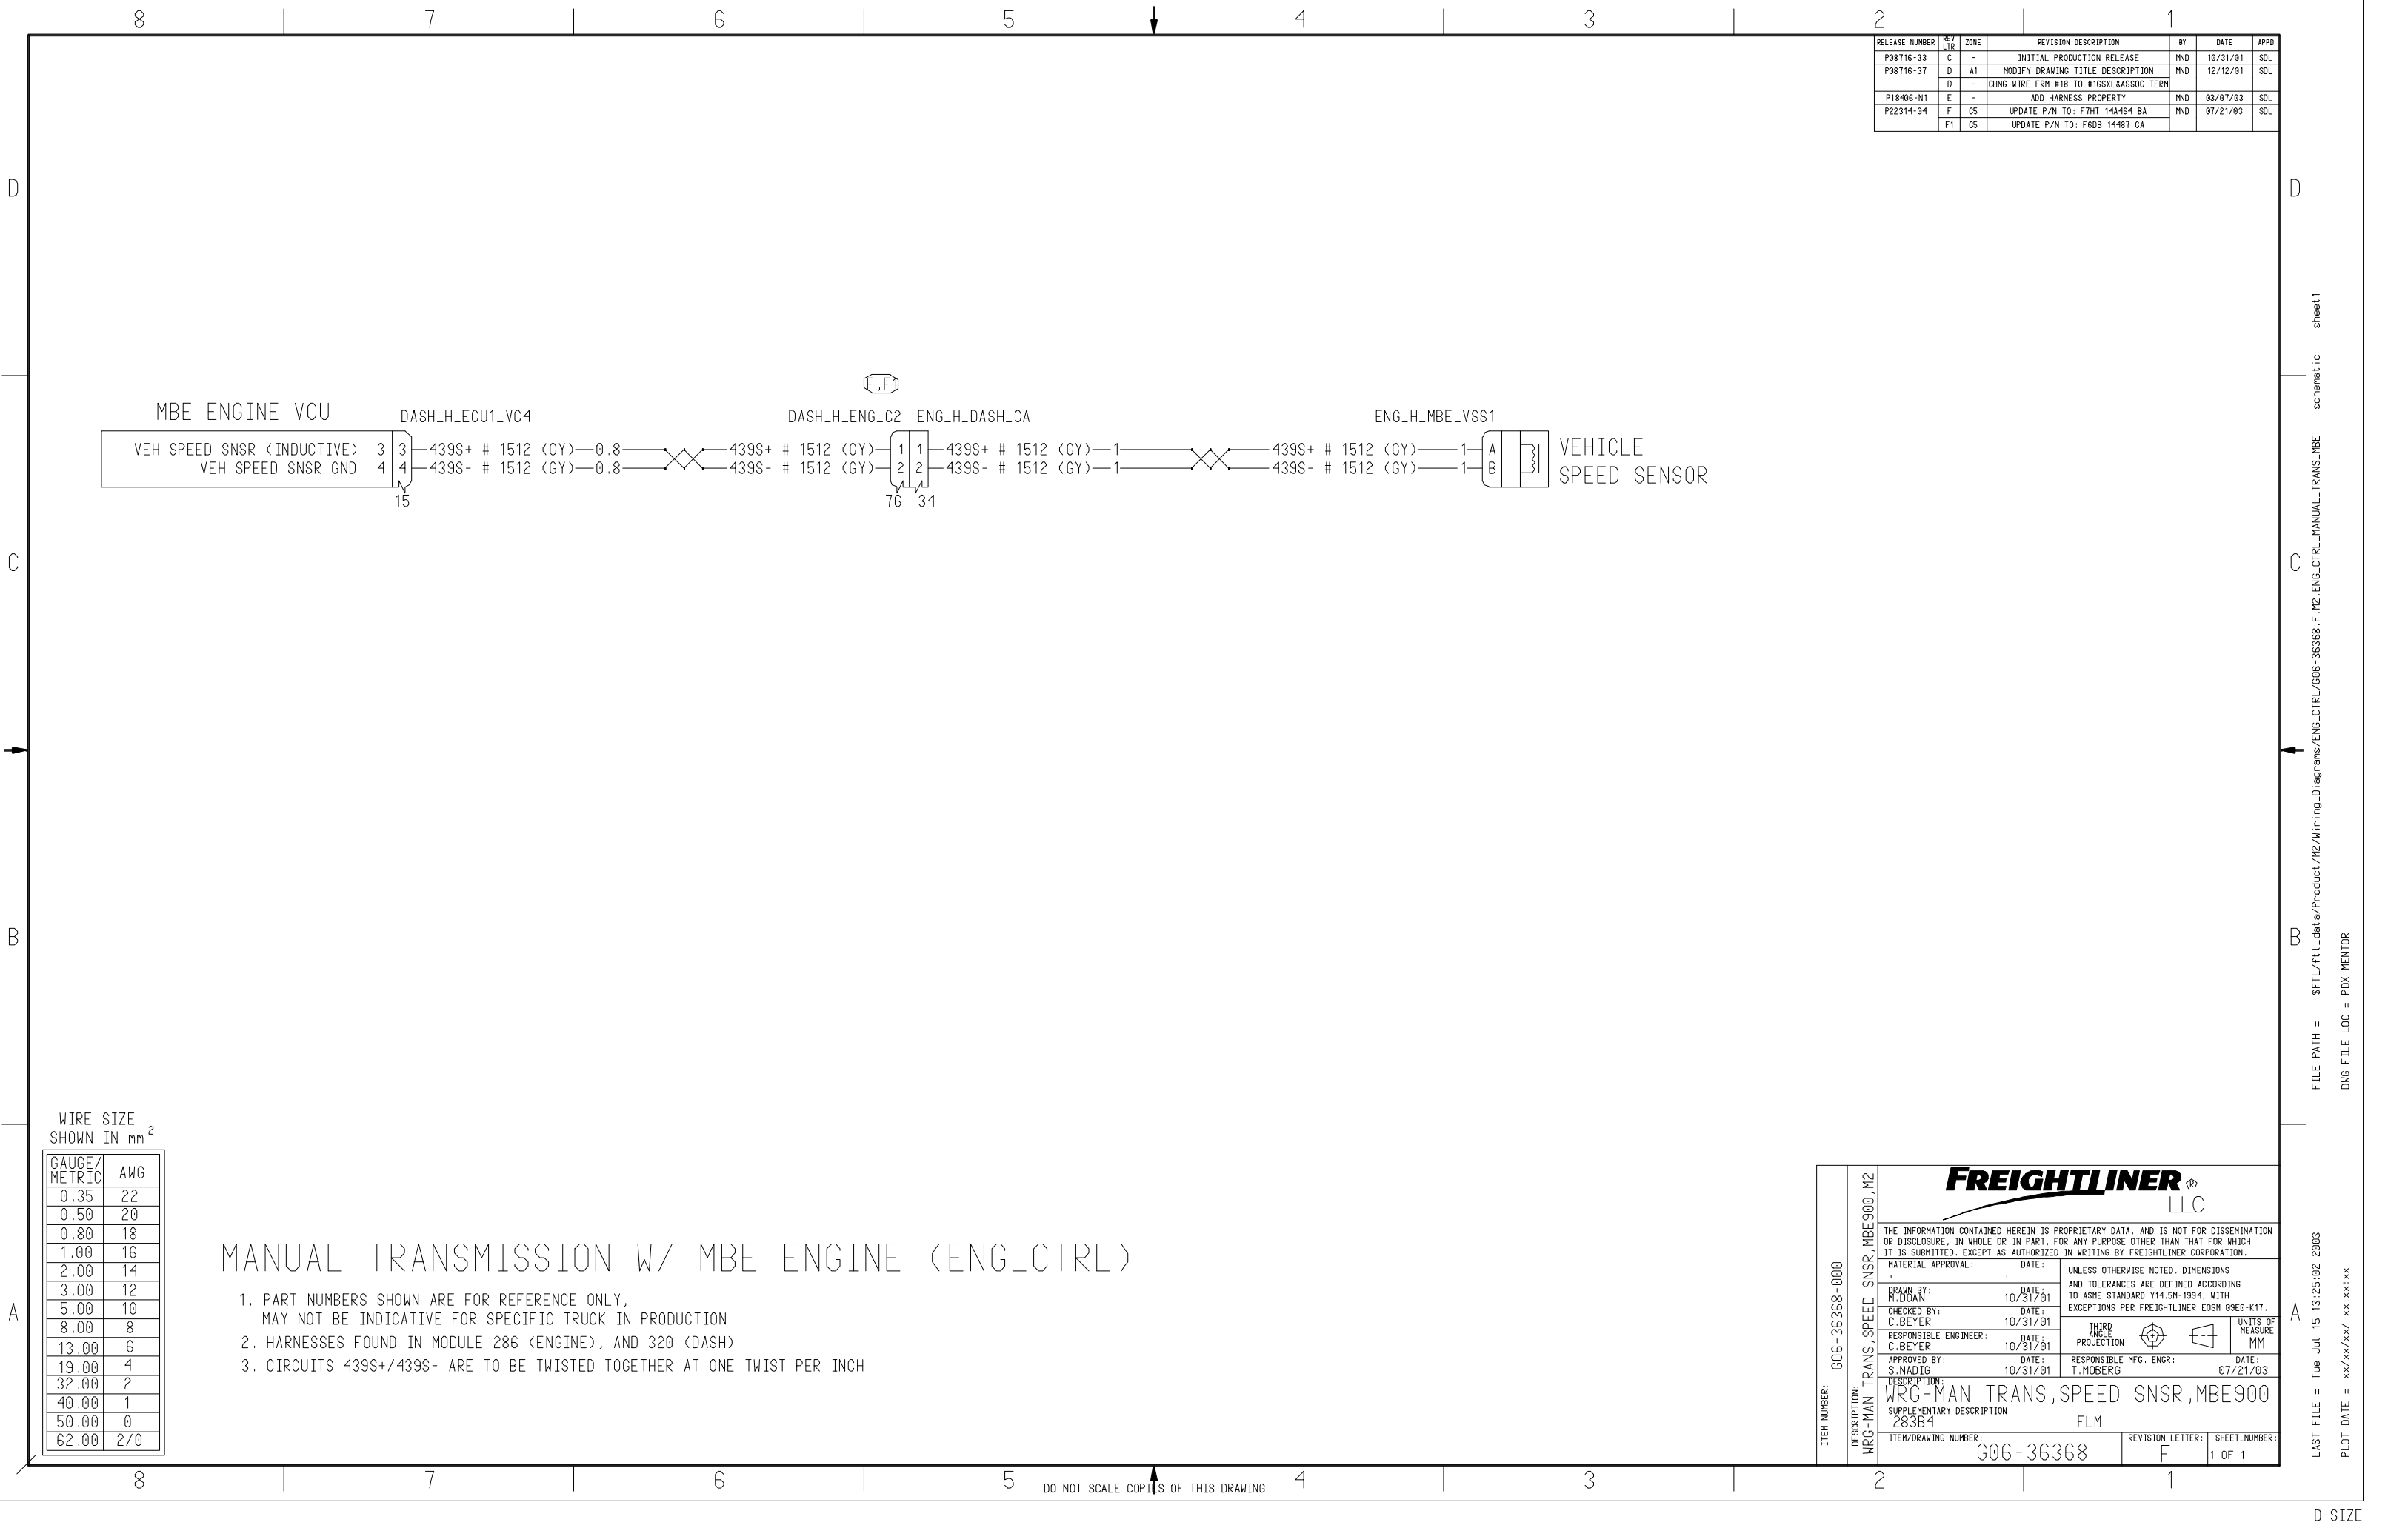 8 7 6 5 4 3 2 1
RELEASE NUMBER REV LTR ZONE REVISION DESCRIPTION BY DATE APPD
P08716-33 C - INITIAL PRODUCTION RELEASE MND 10/31/01 SDL
P08716-37 D A1 MODIFY DRAWING TITLE DESCRIPTION MND 12/12/01 SDL
D - CHNG WIRE FRM #18 TO #16SXL&ASSOC TERM
P18406-N1 E - ADD HARNESS PROPERTY MND 03/07/03 SDL
P22314-04 F C5 UPDATE P/N TO: F7HT 14A464 BA MND 07/21/03 SDL
F1 C5 UPDATE P/N TO: F6DB 14487 CA
D D
E,F1
MBE ENGINE VCU DASH_H_ECU1_VC4 DASH_H_ENG_C2 ENG_H_DASH_CA ENG_H_MBE_VSS1
VEH SPEED SNSR (INDUCTIVE) 3 3 439S+ # 1512 (GY) 0.8 439S+ # 1512 (GY) 1 1 439S+ # 1512 (GY) 1 439S+ # 1512 (GY) 1 A VEHICLE
VEH SPEED SNSR GND 4 4 439S- # 1512 (GY) 0.8 439S- # 1512 (GY) 2 2 439S- # 1512 (GY) 1 439S- # 1512 (GY) 1 B SPEED SENSOR
15 76 34
C C
B B
A A
WIRE SIZE
SHOWN IN mm2
GAUGE/
METRIC AWG
0.35 22
0.50 20
0.80 18
1.00 16
2.00 14
3.00 12
5.00 10
8.00 8
13.00 6
19.00 4
32.00 2
40.00 1
50.00 0
62.00 2/0
MANUAL TRANSMISSION W/ MBE ENGINE (ENG_CTRL)
1. PART NUMBERS SHOWN ARE FOR REFERENCE ONLY,
MAY NOT BE INDICATIVE FOR SPECIFIC TRUCK IN PRODUCTION
2. HARNESSES FOUND IN MODULE 286 (ENGINE), AND 320 (DASH)
3. CIRCUITS 439S+/439S- ARE TO BE TWISTED TOGETHER AT ONE TWIST PER INCH
ITEM NUMBER: G06-36368-000
DESCRIPTION: WRG-MAN TRANS,SPEED SNSR,MBE900,M2
FREIGHTLINER ®
LLC
THE INFORMATION CONTAINED HEREIN IS PROPRIETARY DATA, AND IS NOT FOR DISSEMINATION
OR DISCLOSURE, IN WHOLE OR IN PART, FOR ANY PURPOSE OTHER THAN THAT FOR WHICH
IT IS SUBMITTED. EXCEPT AS AUTHORIZED IN WRITING BY FREIGHTLINER CORPORATION.
MATERIAL APPROVAL: DATE:
. .
DRAWN BY: DATE:
M.DOAN 10/31/01
CHECKED BY: DATE:
C.BEYER 10/31/01
RESPONSIBLE ENGINEER: DATE:
C.BEYER 10/31/01
APPROVED BY: DATE:
S.NADIG 10/31/01
UNLESS OTHERWISE NOTED. DIMENSIONS
AND TOLERANCES ARE DEFINED ACCORDING
TO ASME STANDARD Y14.5M-1994, WITH
EXCEPTIONS PER FREIGHTLINER EOSM 09E0-K17.
THIRD
ANGLE
PROJECTION
UNITS OF
MEASURE
MM
RESPONSIBLE MFG. ENGR: DATE:
T.MOBERG 07/21/03
DESCRIPTION:
WRG-MAN TRANS,SPEED SNSR,MBE900
SUPPLEMENTARY DESCRIPTION:
283B4 FLM
ITEM/DRAWING NUMBER: REVISION LETTER: SHEET_NUMBER:
G06-36368 F 1 OF 1
8 7 6 5 4 3 2 1
DO NOT SCALE COPIES OF THIS DRAWING
D-SIZE
LAST FILE = Tue Jul 15 13:25:02 2003 FILE PATH = $FTL/ftl_data/Product/M2/Wiring_Diagrams/ENG_CTRL/G06-36368.F.M2.ENG_CTRL_MANUAL_TRANS_MBE schematic sheet1
PLOT DATE = xx/xx/xx/ xx:xx:xx DWG FILE LOC = PDX MENTOR